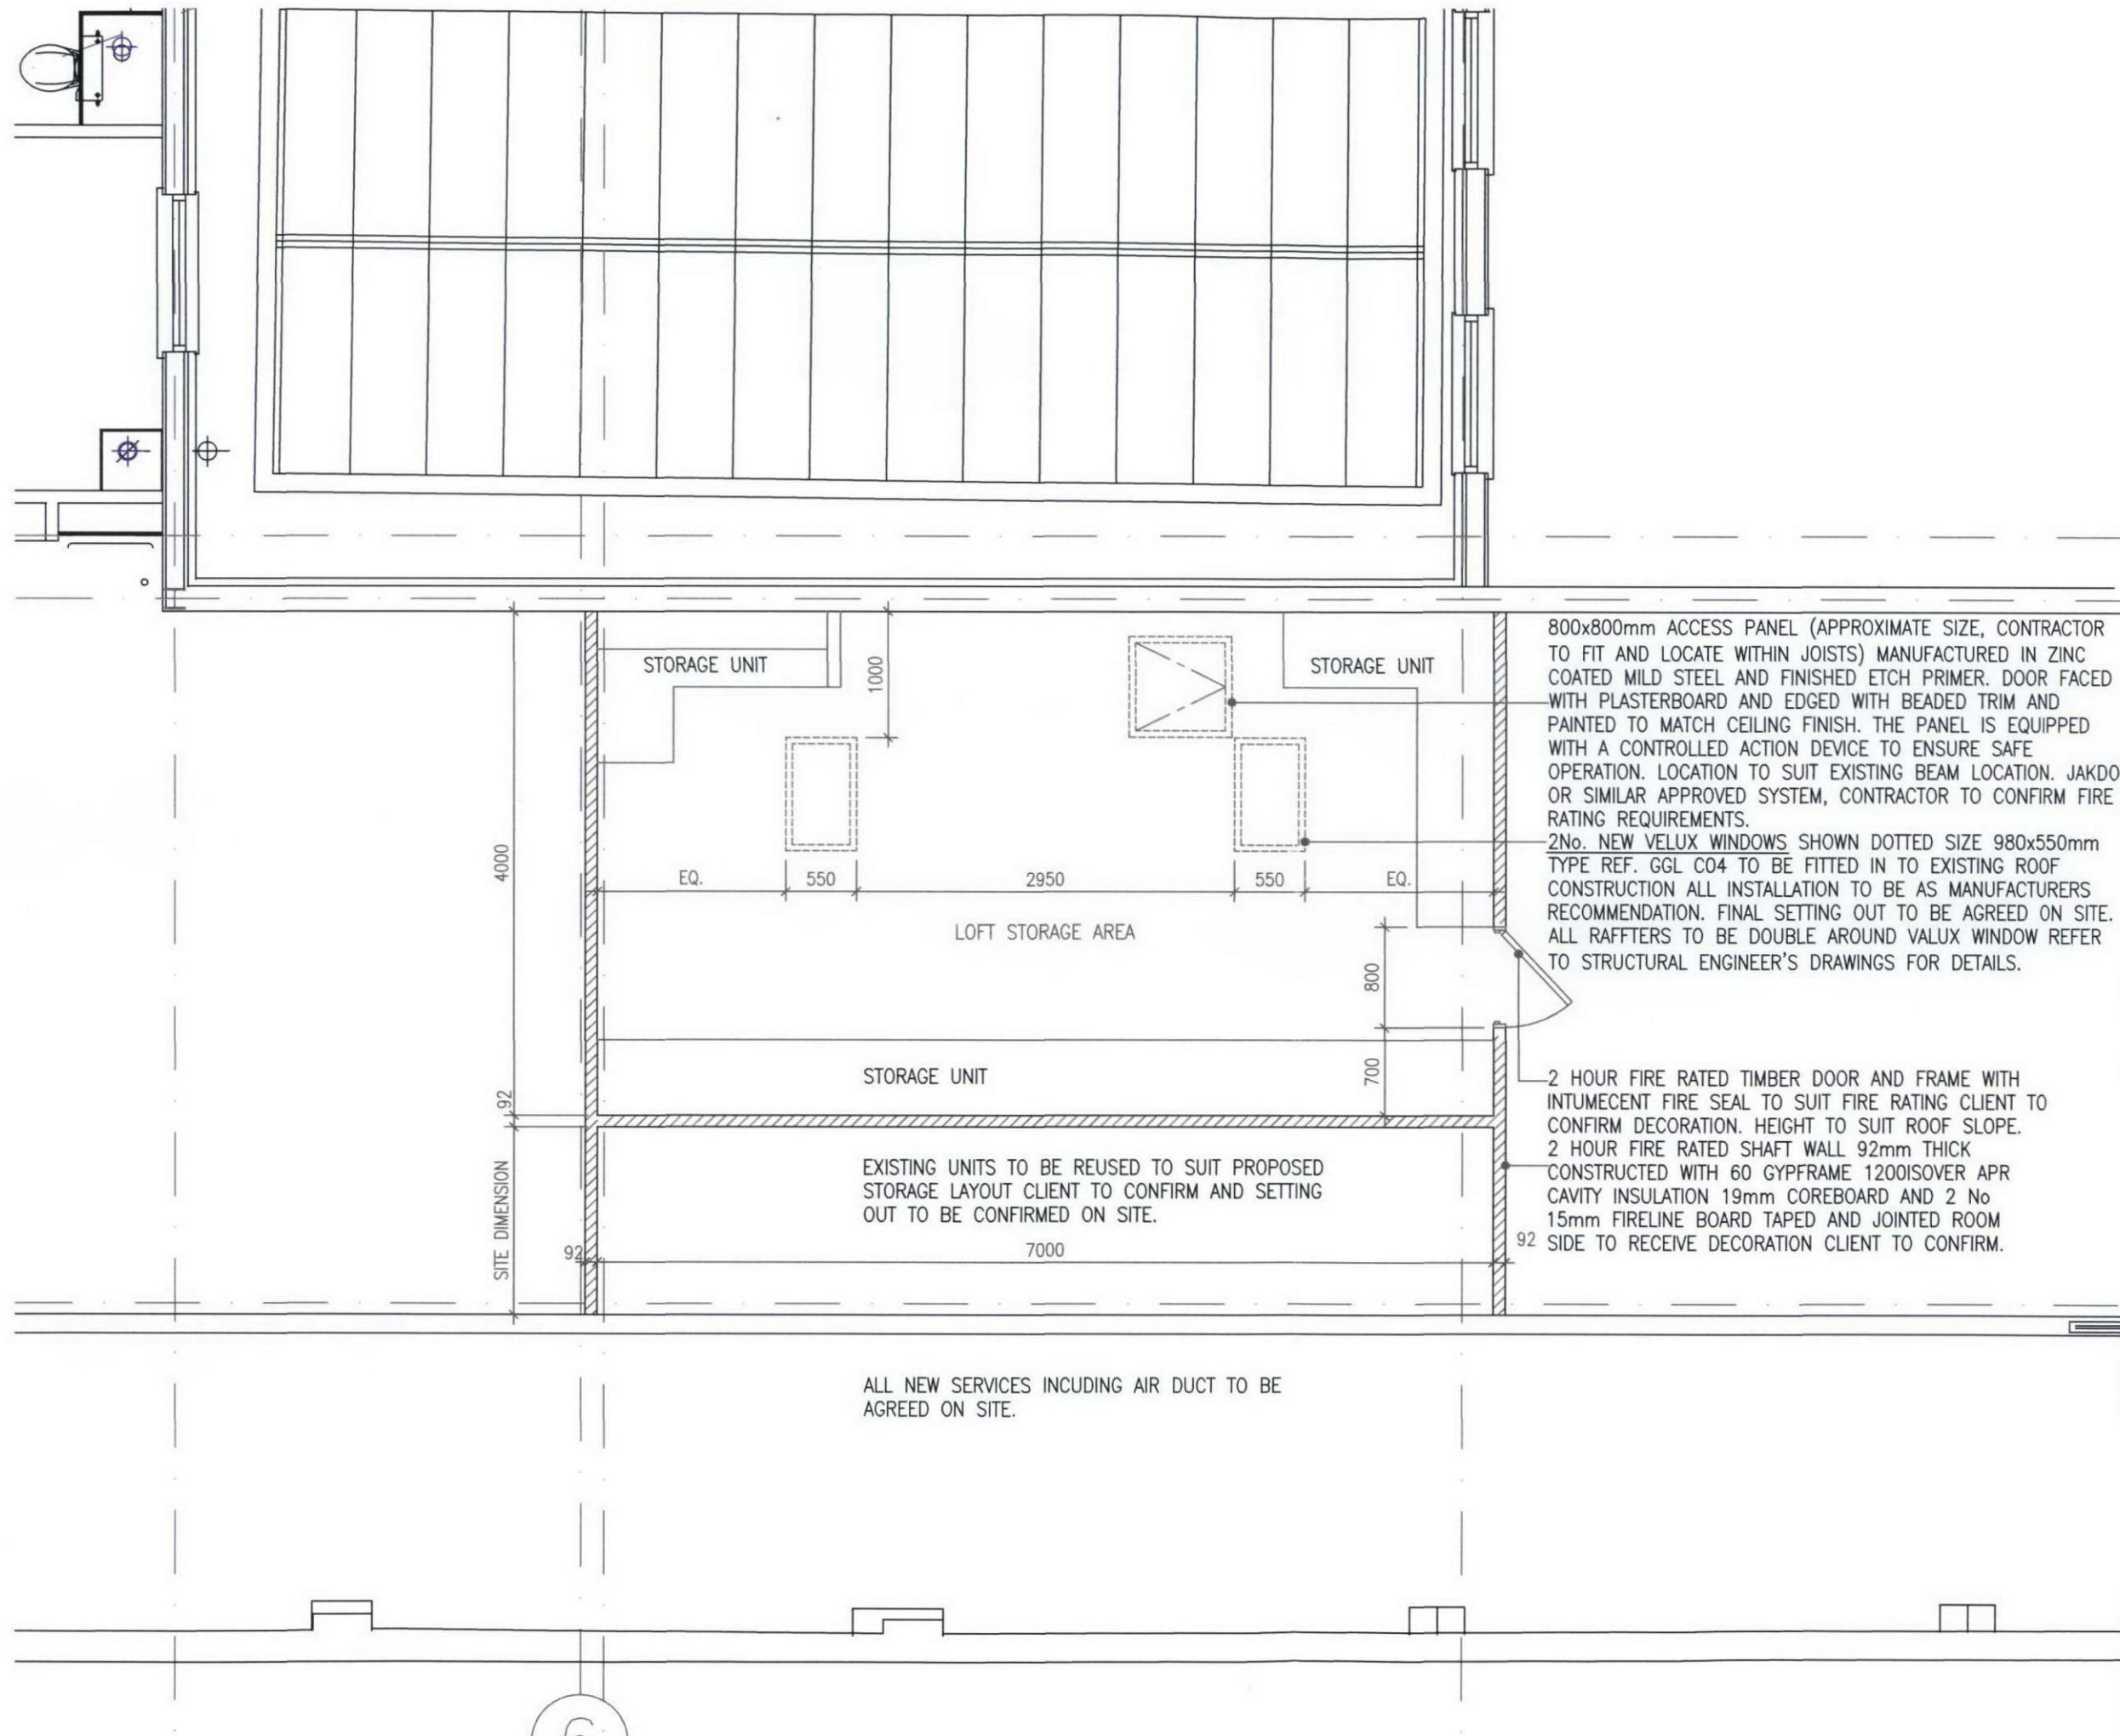 STORAGE UNIT
1000
STORAGE UNIT
800x800mm ACCESS PANEL (APPROXIMATE SIZE, CONTRACTOR
TO FIT AND LOCATE WITHIN JOISTS) MANUFACTURED IN ZINC
COATED MILD STEEL AND FINISHED ETCH PRIMER. DOOR FACED
WITH PLASTERBOARD AND EDGED WITH BEADED TRIM AND
PAINTED TO MATCH CEILING FINISH. THE PANEL IS EQUIPPED
WITH A CONTROLLED ACTION DEVICE TO ENSURE SAFE
OPERATION. LOCATION TO SUIT EXISTING BEAM LOCATION. JAKDO
OR SIMILAR APPROVED SYSTEM, CONTRACTOR TO CONFIRM FIRE
RATING REQUIREMENTS.
2No. NEW VELUX WINDOWS SHOWN DOTTED SIZE 980x550mm
TYPE REF. GGL C04 TO BE FITTED IN TO EXISTING ROOF
CONSTRUCTION ALL INSTALLATION TO BE AS MANUFACTURERS
RECOMMENDATION. FINAL SETTING OUT TO BE AGREED ON SITE.
ALL RAFFTERS TO BE DOUBLE AROUND VALUX WINDOW REFER
TO STRUCTURAL ENGINEER'S DRAWINGS FOR DETAILS.
4000
EQ.
550
2950
550
EQ.
LOFT STORAGE AREA
800
700
STORAGE UNIT
92
2 HOUR FIRE RATED TIMBER DOOR AND FRAME WITH
INTUMECENT FIRE SEAL TO SUIT FIRE RATING CLIENT TO
CONFIRM DECORATION. HEIGHT TO SUIT ROOF SLOPE.
2 HOUR FIRE RATED SHAFT WALL 92mm THICK
CONSTRUCTED WITH 60 GYPFRAME 1200ISOVER APR
CAVITY INSULATION 19mm COREBOARD AND 2 No
15mm FIRELINE BOARD TAPED AND JOINTED ROOM
SIDE TO RECEIVE DECORATION CLIENT TO CONFIRM.
EXISTING UNITS TO BE REUSED TO SUIT PROPOSED
STORAGE LAYOUT CLIENT TO CONFIRM AND SETTING
OUT TO BE CONFIRMED ON SITE.
SITE DIMENSION
92
7000
92
ALL NEW SERVICES INCUDING AIR DUCT TO BE
AGREED ON SITE.